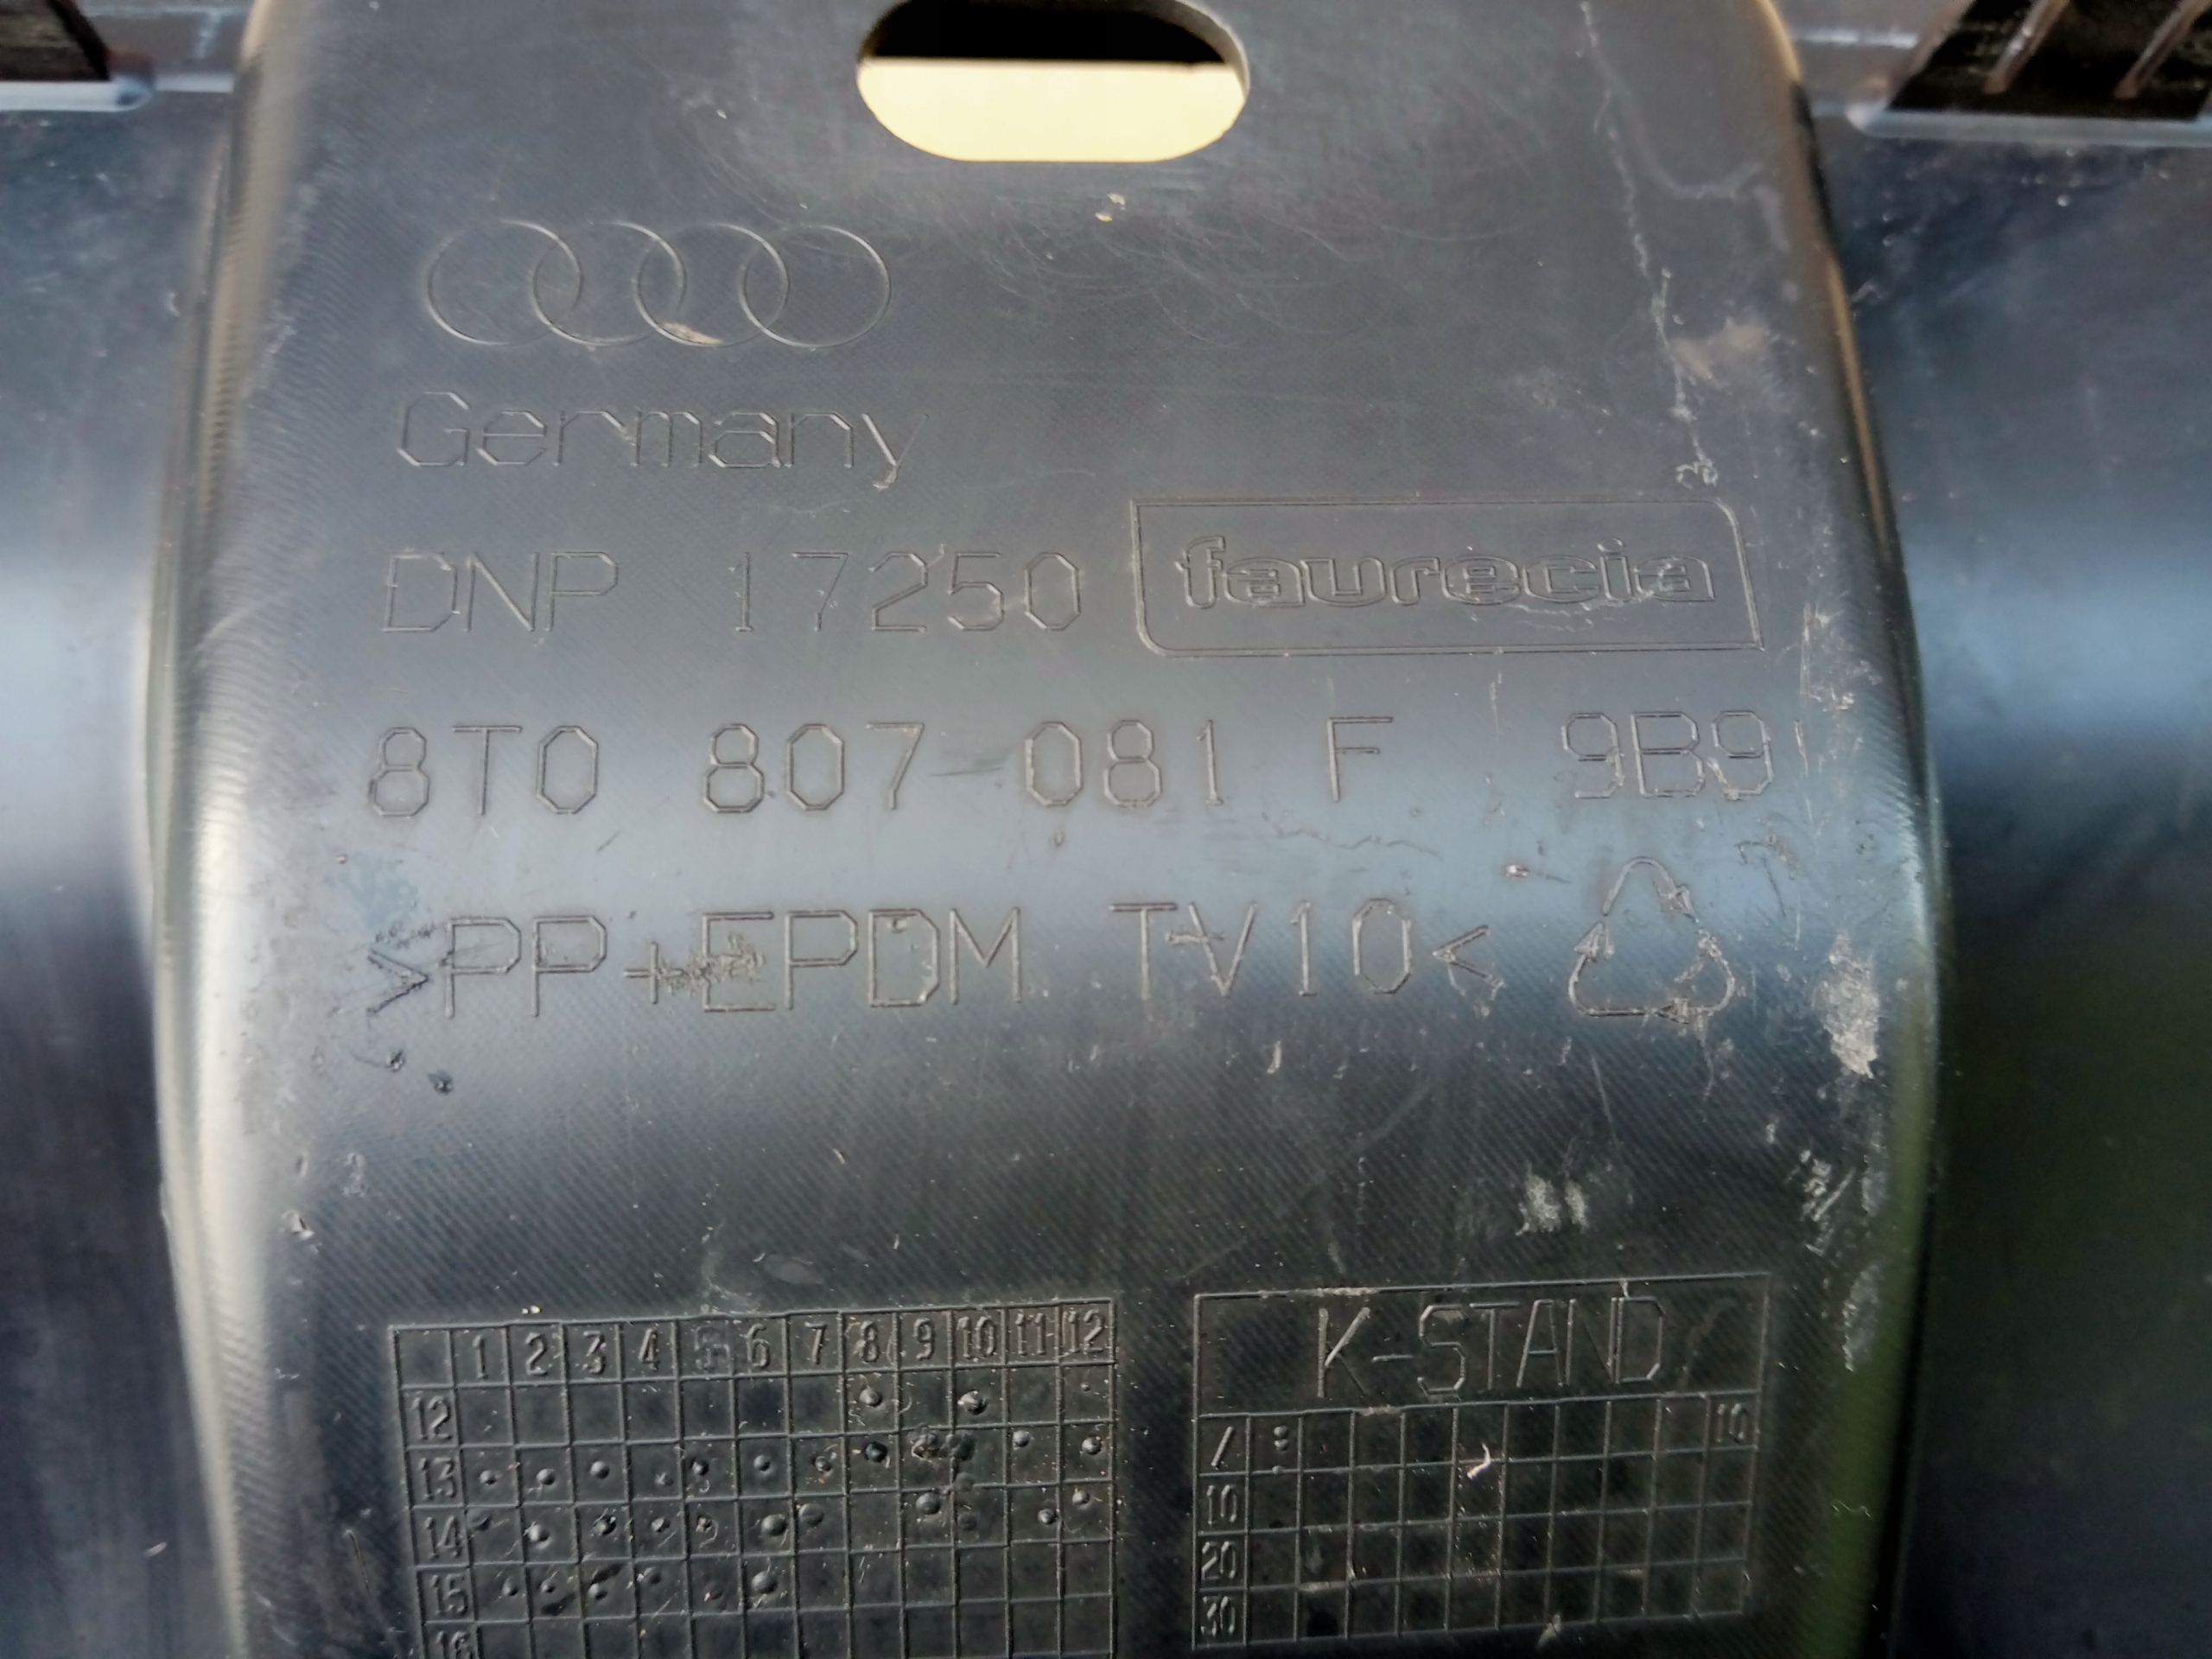 Germany
DNP 17250 faurecia
8T0 807 081 F 9B9
>PP+EPDM TV10<
1 2 3 4 5 6 7 8 9 10 11 12
12
13
14
15
16
K-STAND
/ 10
10
20
30